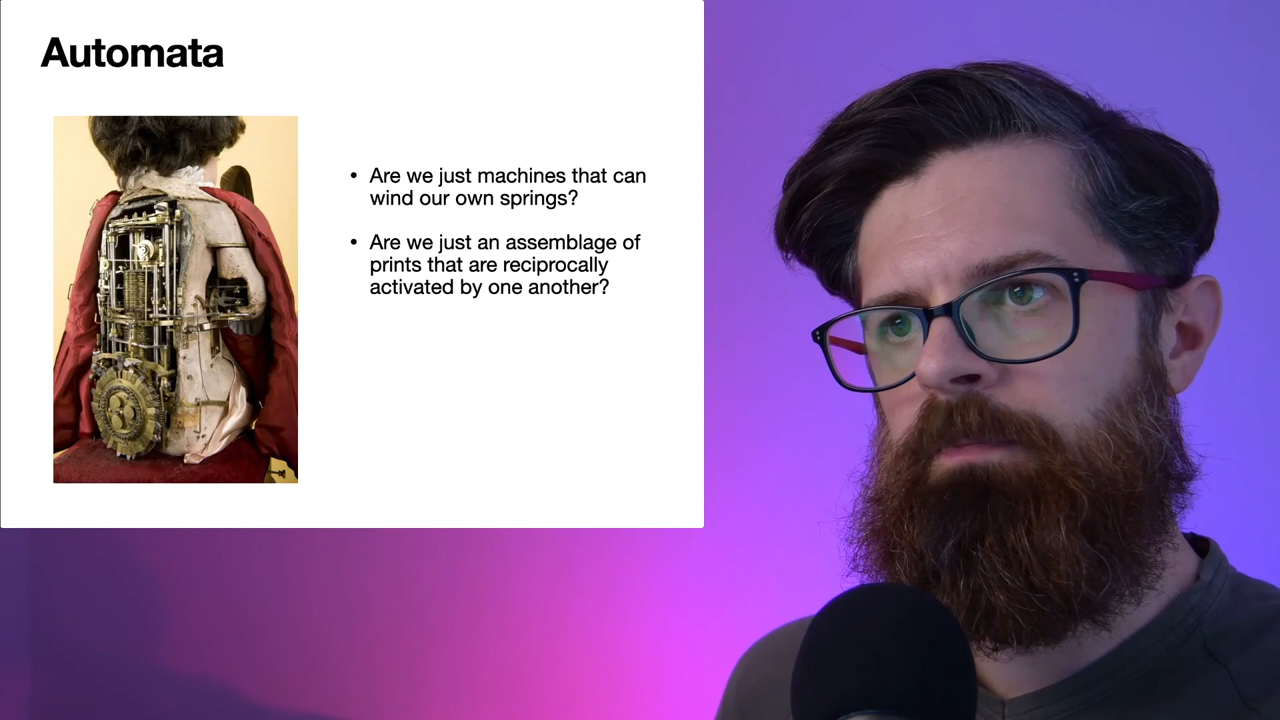 Automata
• Are we just machines that can
wind our own springs?
• Are we just an assemblage of
prints that are reciprocally
activated by one another?